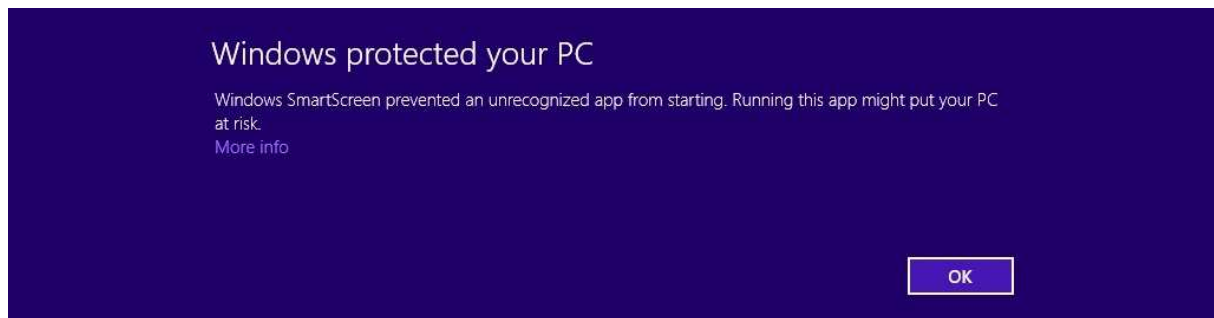 Windows protected your PC
Windows SmartScreen prevented an unrecognized app from starting. Running this app might put your PC
at risk.
More info
OK